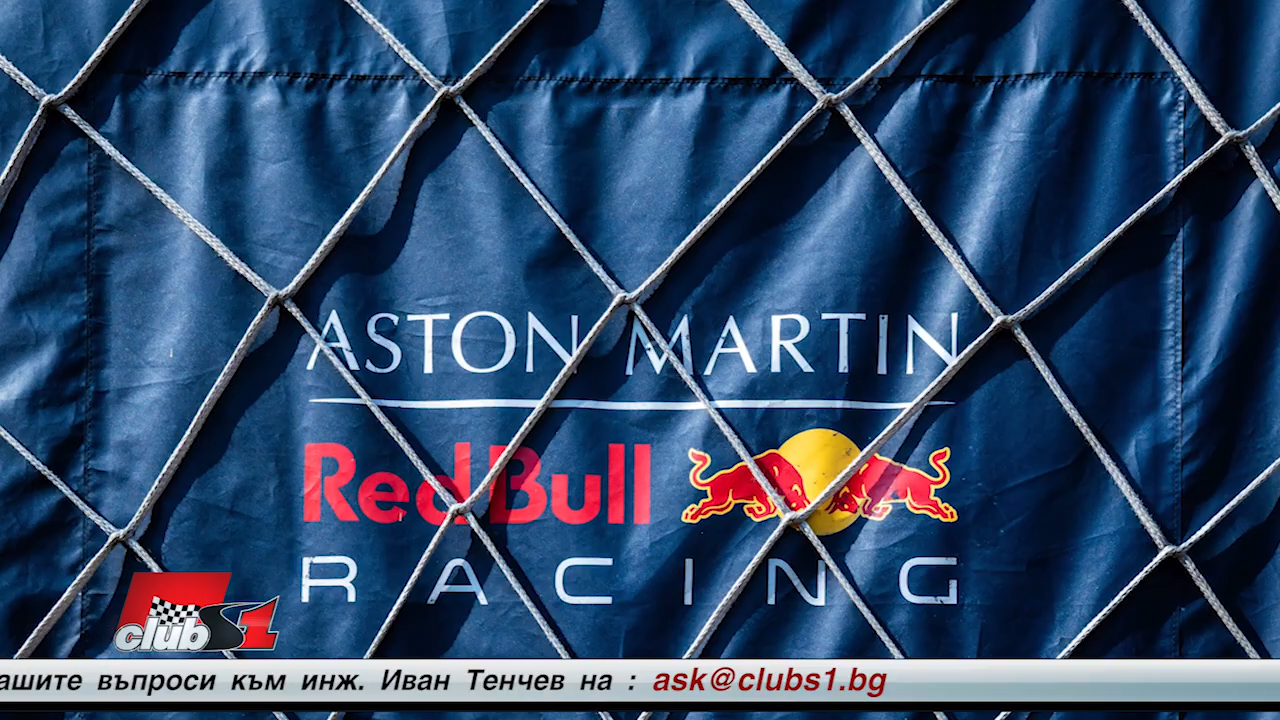 ASTON MARTIN
Red Bull
RACING
club S1
ашите въпроси към инж. Иван Тенчев на : ask@clubs1.bg